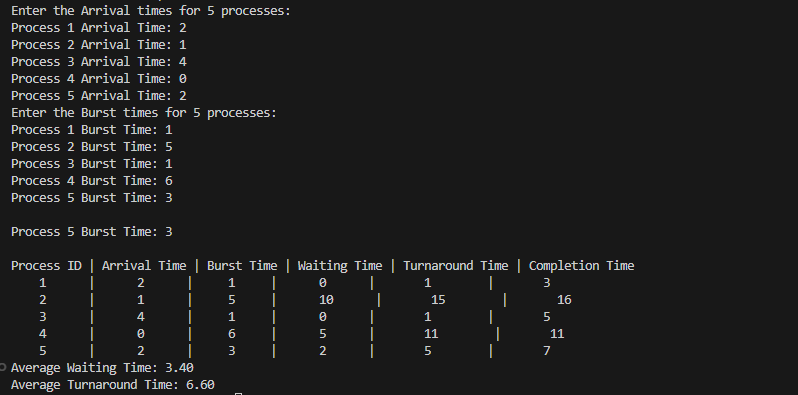 Enter the Arrival times for 5 processes:
Process 1 Arrival Time: 2
Process 2 Arrival Time: 1
Process 3 Arrival Time: 4
Process 4 Arrival Time: 0
Process 5 Arrival Time: 2
Enter the Burst times for 5 processes:
Process 1 Burst Time: 1
Process 2 Burst Time: 5
Process 3 Burst Time: 1
Process 4 Burst Time: 6
Process 5 Burst Time: 3
Process 5 Burst Time: 3
Process ID | Arrival Time | Burst Time | Waiting Time | Turnaround Time | Completion Time
1 | 2 | 1 | 0 | 1 | 3
2 | 1 | 5 | 10 | 15 | 16
3 | 4 | 1 | 0 | 1 | 5
4 | 0 | 6 | 5 | 11 | 11
5 | 2 | 3 | 2 | 5 | 7
Average Waiting Time: 3.40
Average Turnaround Time: 6.60